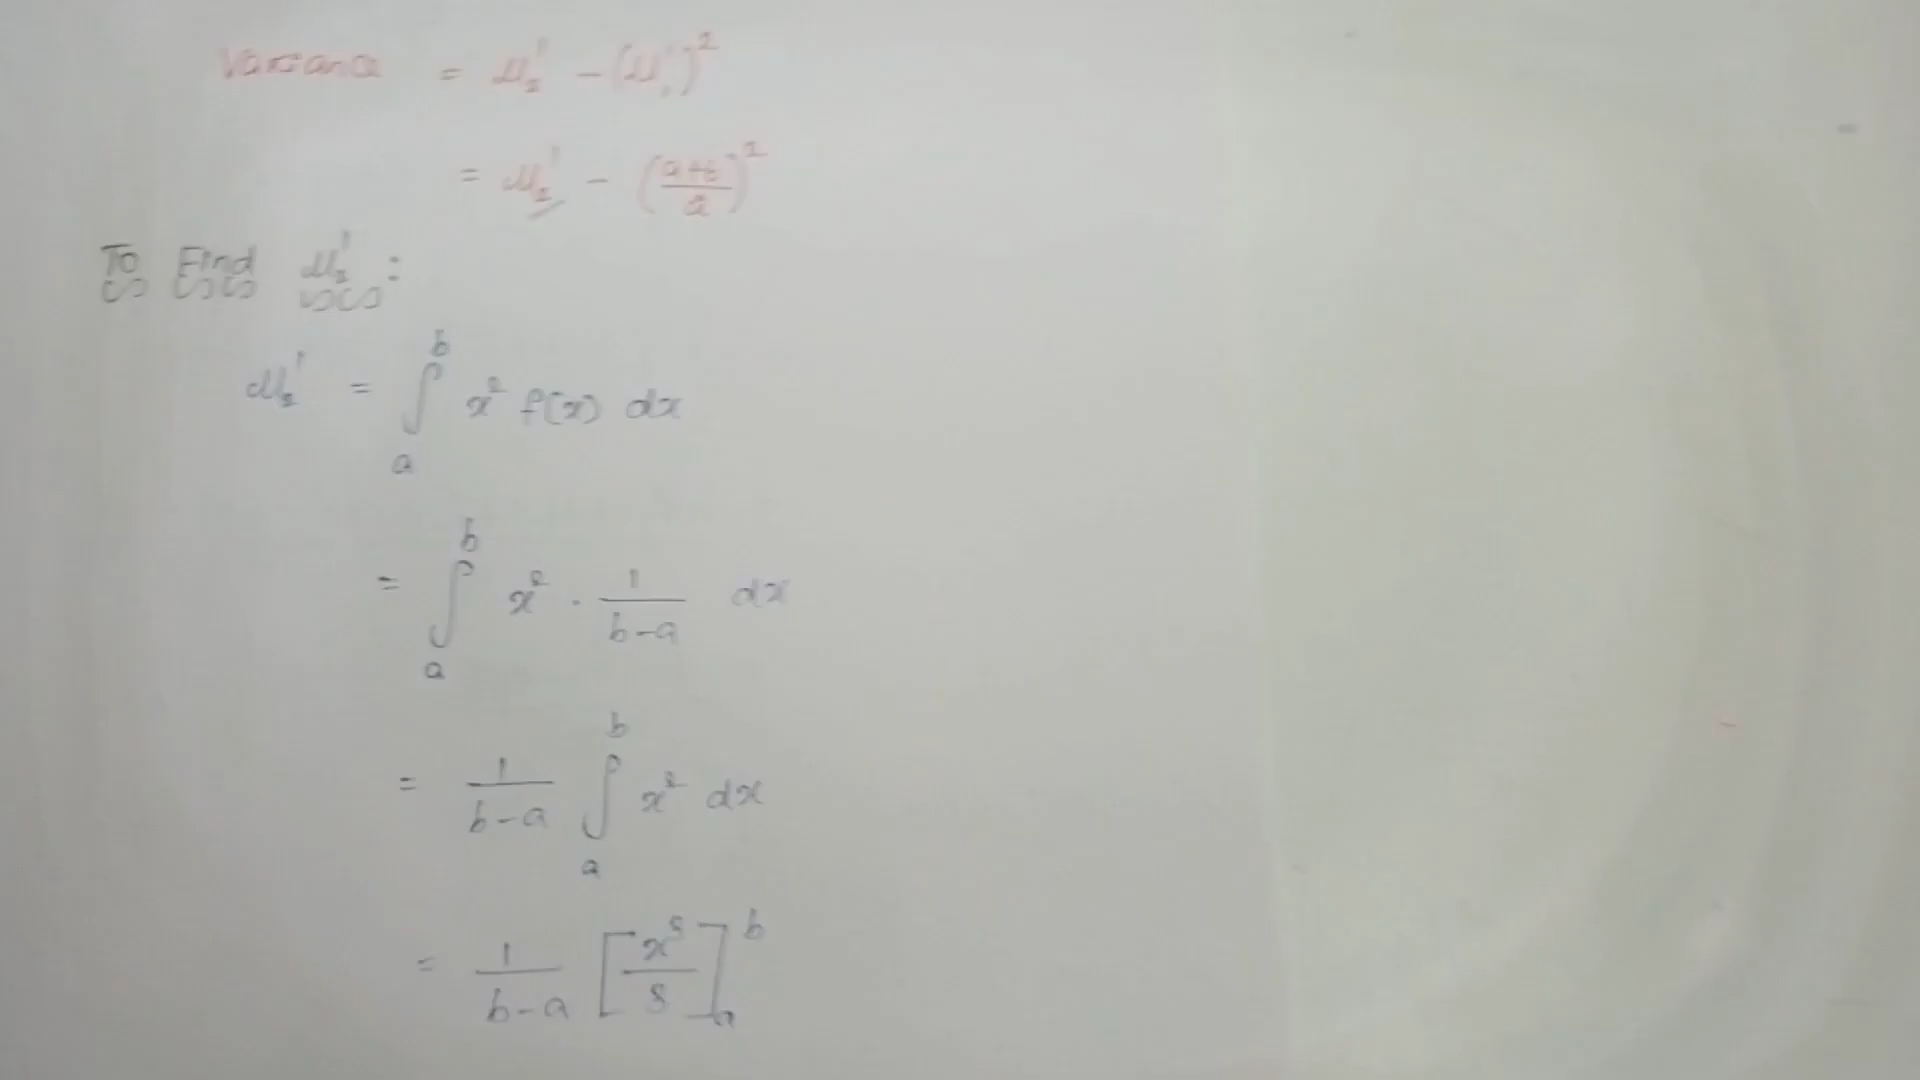 Variance = μ₂' − (μ₁')²
= μ₂' − (a+b/2)²
To Find μ₂' :
μ₂' = ∫ₐᵇ x² f(x) dx
= ∫ₐᵇ x² · 1/b-a dx
= 1/b-a ∫ₐᵇ x² dx
= 1/b-a [x³/3]ₐᵇ